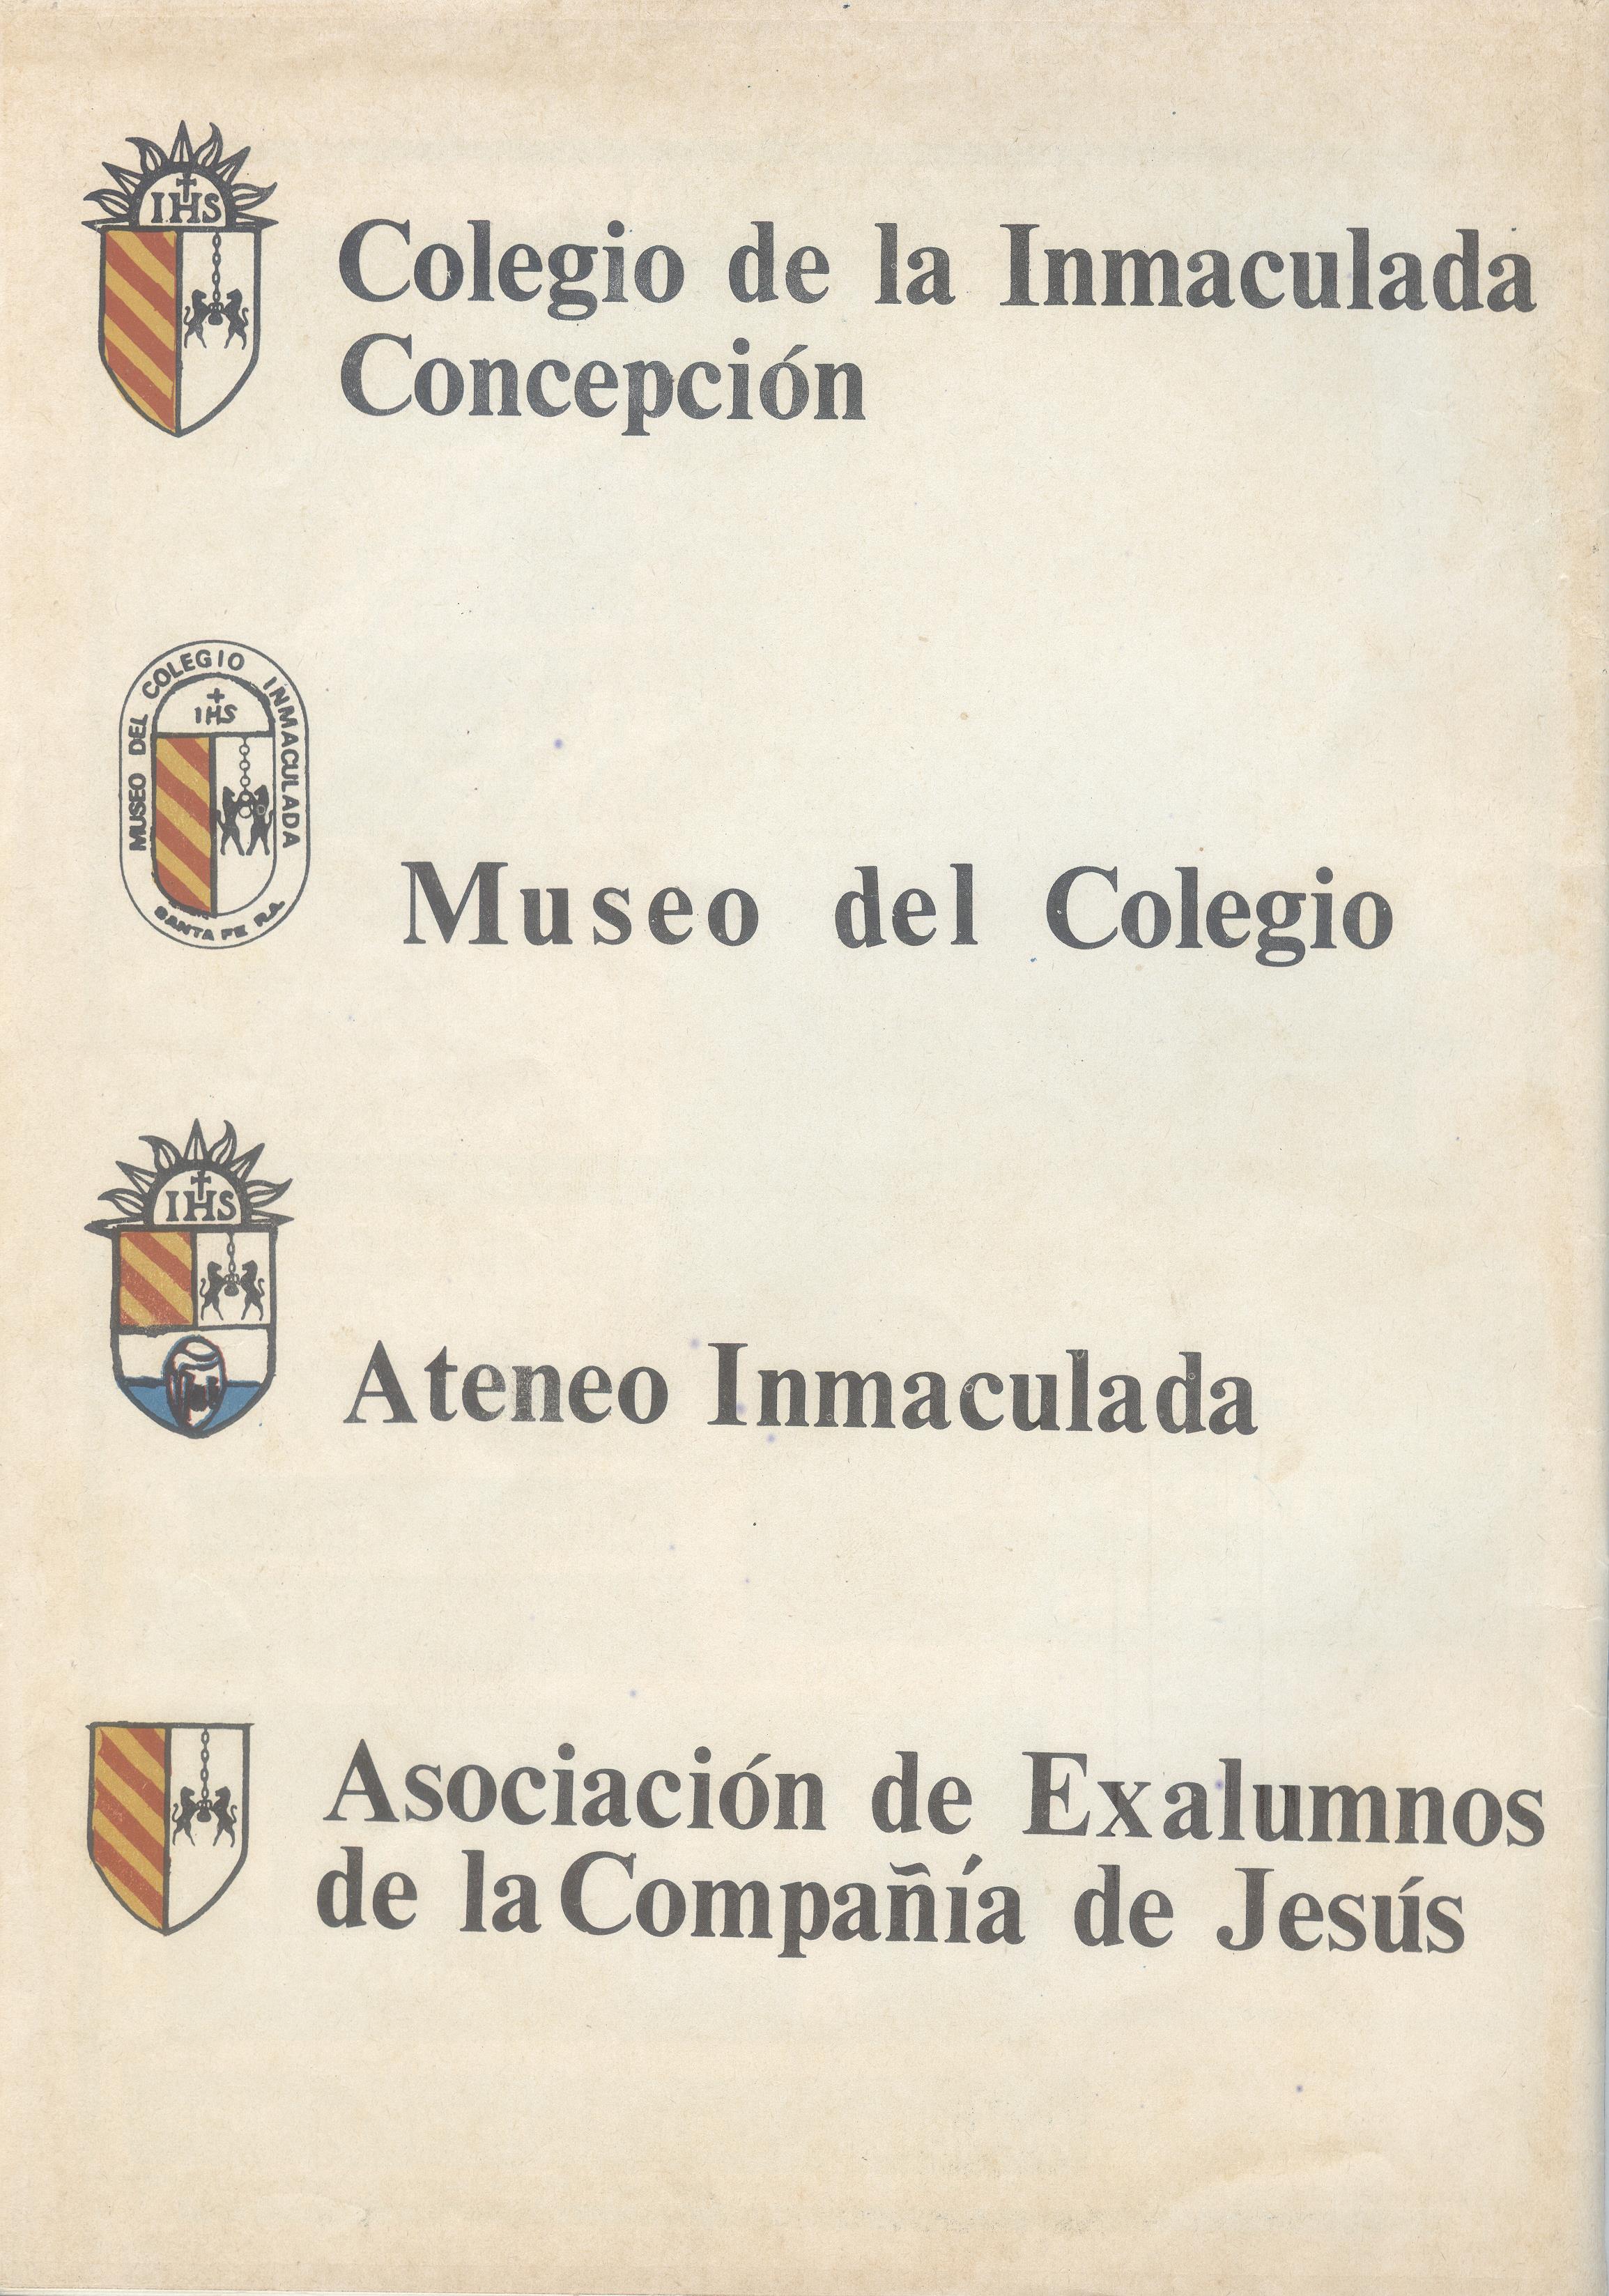 IHS
Colegio de la Inmaculada
Concepción
MUSEO DEL COLEGIO INMACULADA
IHS
SANTA FE R.A.
Museo del Colegio
IHS
Ateneo Inmaculada
Asociación de Exalumnos
de la Compañía de Jesús